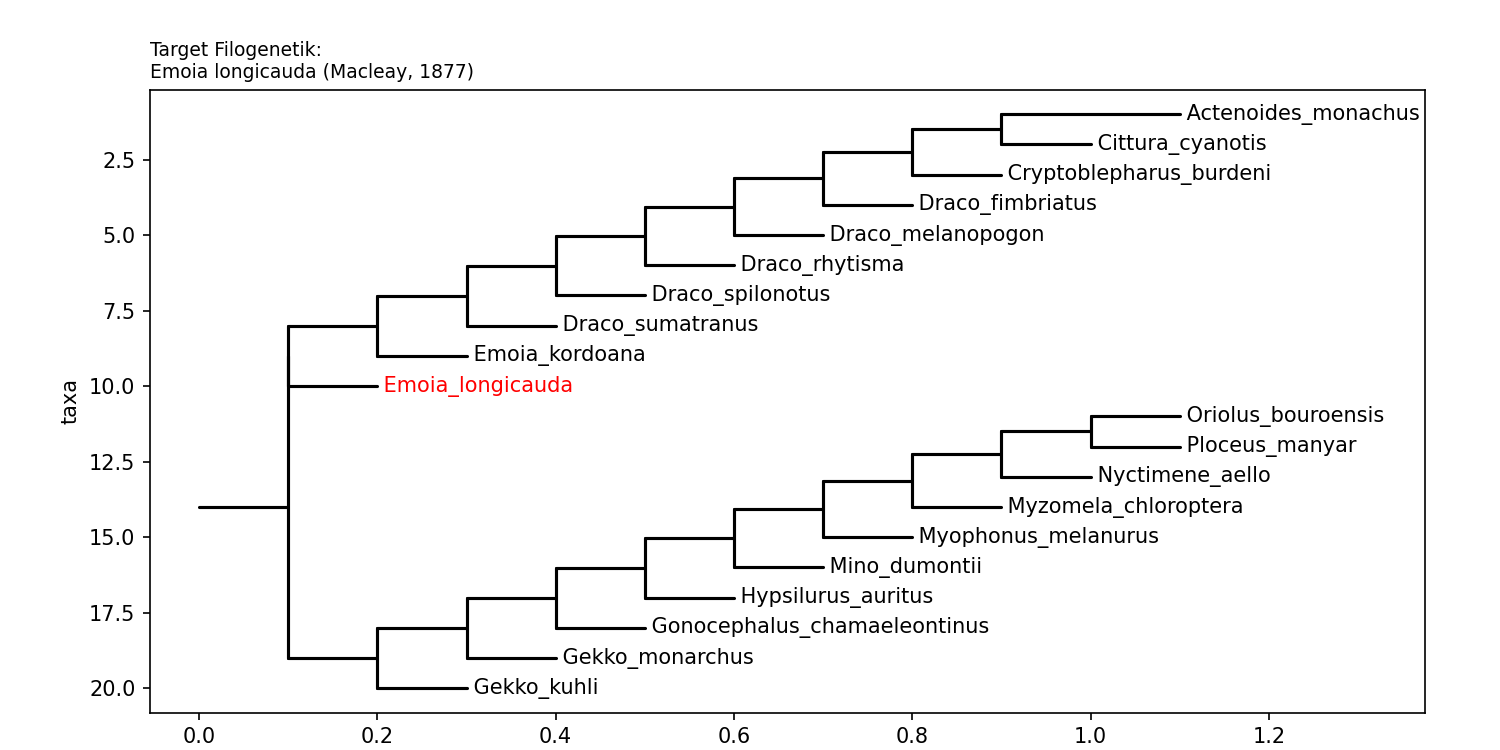 Target Filogenetik:
Emoia longicauda (Macleay, 1877)
Actenoides_monachus
Cittura_cyanotis
2.5
Cryptoblepharus_burdeni
Draco_fimbriatus
5.0
Draco_melanopogon
Draco_rhytisma
Draco_spilonotus
7.5
Draco_sumatranus
Emoia_kordoana
10.0
Emoia_longicauda
taxa
Oriolus_bouroensis
Ploceus_manyar
12.5
Nyctimene_aello
Myzomela_chloroptera
15.0
Myophonus_melanurus
Mino_dumontii
Hypsilurus_auritus
17.5
Gonocephalus_chamaeleontinus
Gekko_monarchus
20.0
Gekko_kuhli
0.0 0.2 0.4 0.6 0.8 1.0 1.2